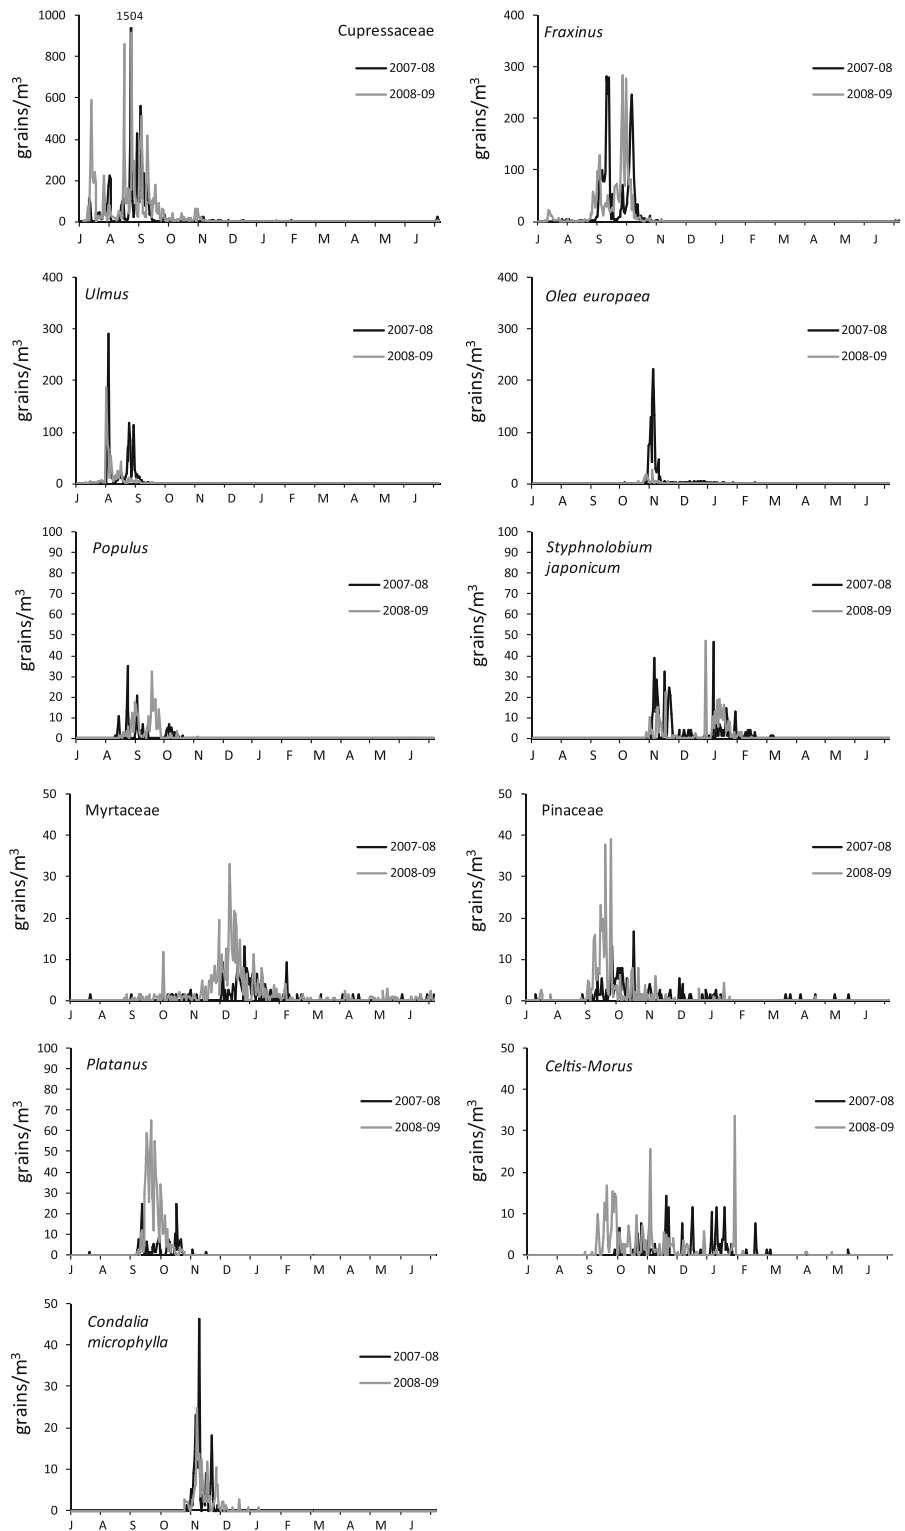 1504
Cupressaceae
2007-08
2008-09
grains/m³
1000
800
600
400
200
0
J A S O N D J F M A M J
Fraxinus
2007-08
2008-09
grains/m³
400
300
200
100
0
J A S O N D J F M A M J
Ulmus
2007-08
2008-09
grains/m³
400
300
200
100
0
J A S O N D J F M A M J
Olea europaea
2007-08
2008-09
grains/m³
400
300
200
100
0
J A S O N D J F M A M J
Populus
2007-08
2008-09
grains/m³
100
90
80
70
60
50
40
30
20
10
0
J A S O N D J F M A M J
Styphnolobium
japonicum
2007-08
2008-09
grains/m³
100
90
80
70
60
50
40
30
20
10
0
J A S O N D J F M A M J
Myrtaceae
2007-08
2008-09
grains/m³
50
40
30
20
10
0
J A S O N D J F M A M J
Pinaceae
2007-08
2008-09
grains/m³
50
40
30
20
10
0
J A S O N D J F M A M J
Platanus
2007-08
2008-09
grains/m³
100
90
80
70
60
50
40
30
20
10
0
J A S O N D J F M A M J
Celtis-Morus
2007-08
2008-09
grains/m³
50
40
30
20
10
0
J A S O N D J F M A M J
Condalia
microphylla
2007-08
2008-09
grains/m³
50
40
30
20
10
0
J A S O N D J F M A M J